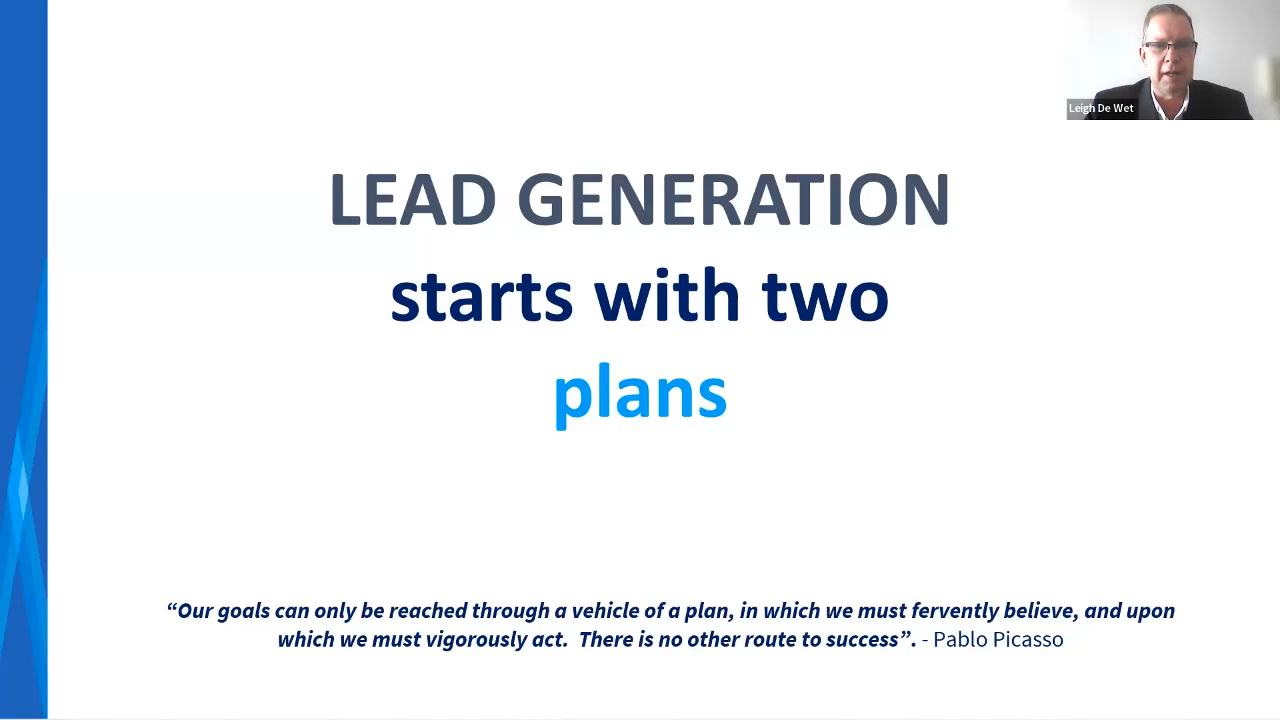 Leigh De Wet
LEAD GENERATION
starts with two
plans
“Our goals can only be reached through a vehicle of a plan, in which we must fervently believe, and upon
which we must vigorously act.  There is no other route to success”. - Pablo Picasso